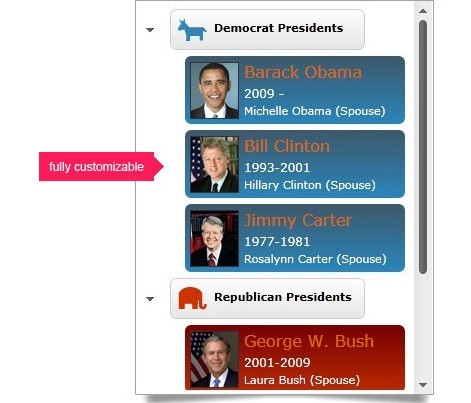 Democrat Presidents
Barack Obama
2009 -
Michelle Obama (Spouse)
fully customizable
Bill Clinton
1993-2001
Hillary Clinton (Spouse)
Jimmy Carter
1977-1981
Rosalynn Carter (Spouse)
Republican Presidents
George W. Bush
2001-2009
Laura Bush (Spouse)